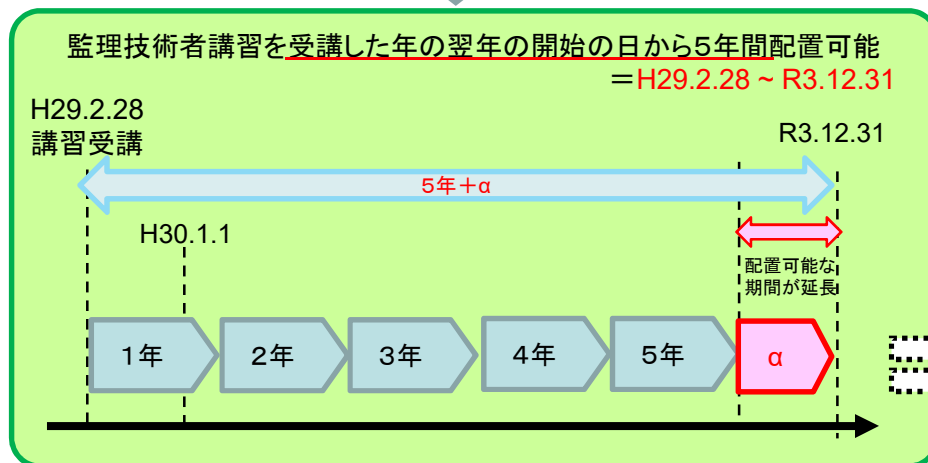 監理技術者講習を受講した年の翌年の開始の日から５年間配置可能
＝H29.2.28 ~ R3.12.31
H29.2.28
講習受講
R3.12.31
５年＋α
H30.1.1
配置可能な
期間が延長
１年
２年
３年
４年
５年
α